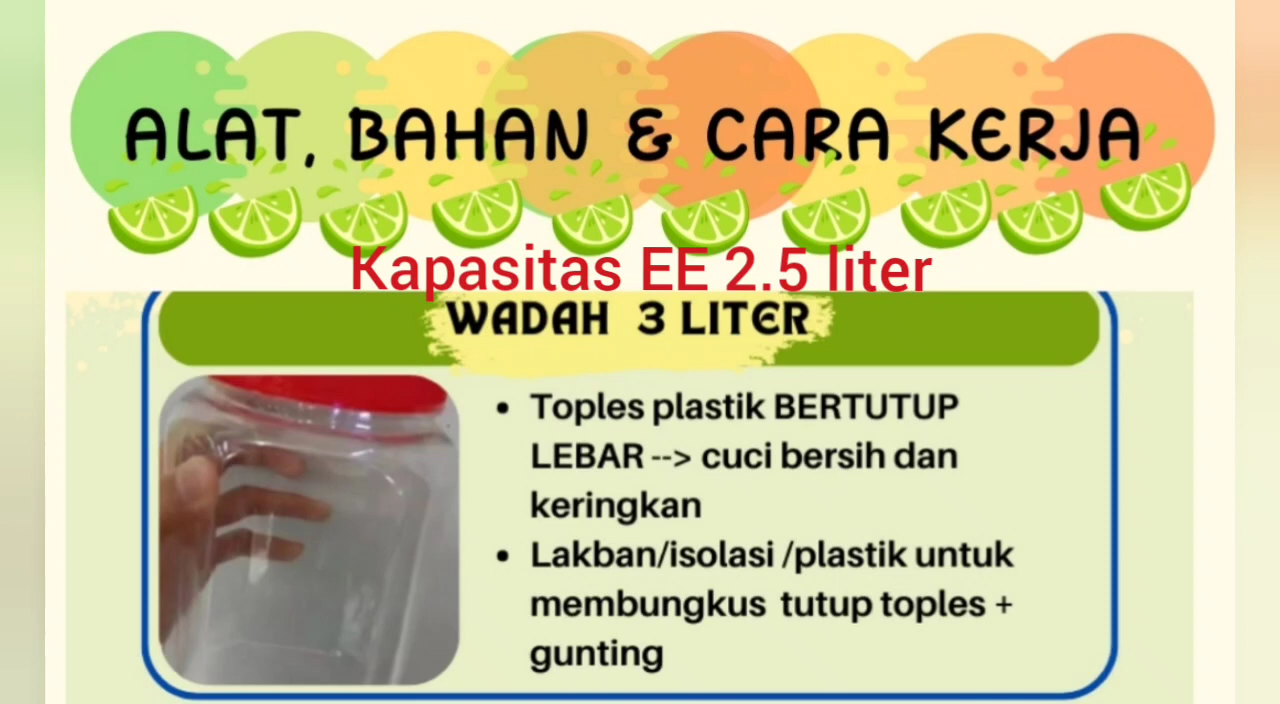 ALAT, BAHAN & CARA KERJA
Kapasitas EE 2.5 liter
WADAH 3 LITER
• Toples plastik BERTUTUP
LEBAR --> cuci bersih dan
keringkan
• Lakban/isolasi /plastik untuk
membungkus tutup toples +
gunting